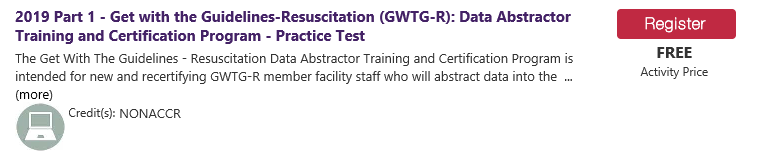 2019 Part 1 - Get with the Guidelines-Resuscitation (GWTG-R): Data Abstractor
Training and Certification Program - Practice Test
The Get With The Guidelines - Resuscitation Data Abstractor Training and Certification Program is
intended for new and recertifying GWTG-R member facility staff who will abstract data into the ...
(more)
Credit(s): NONACCR
Register
FREE
Activity Price